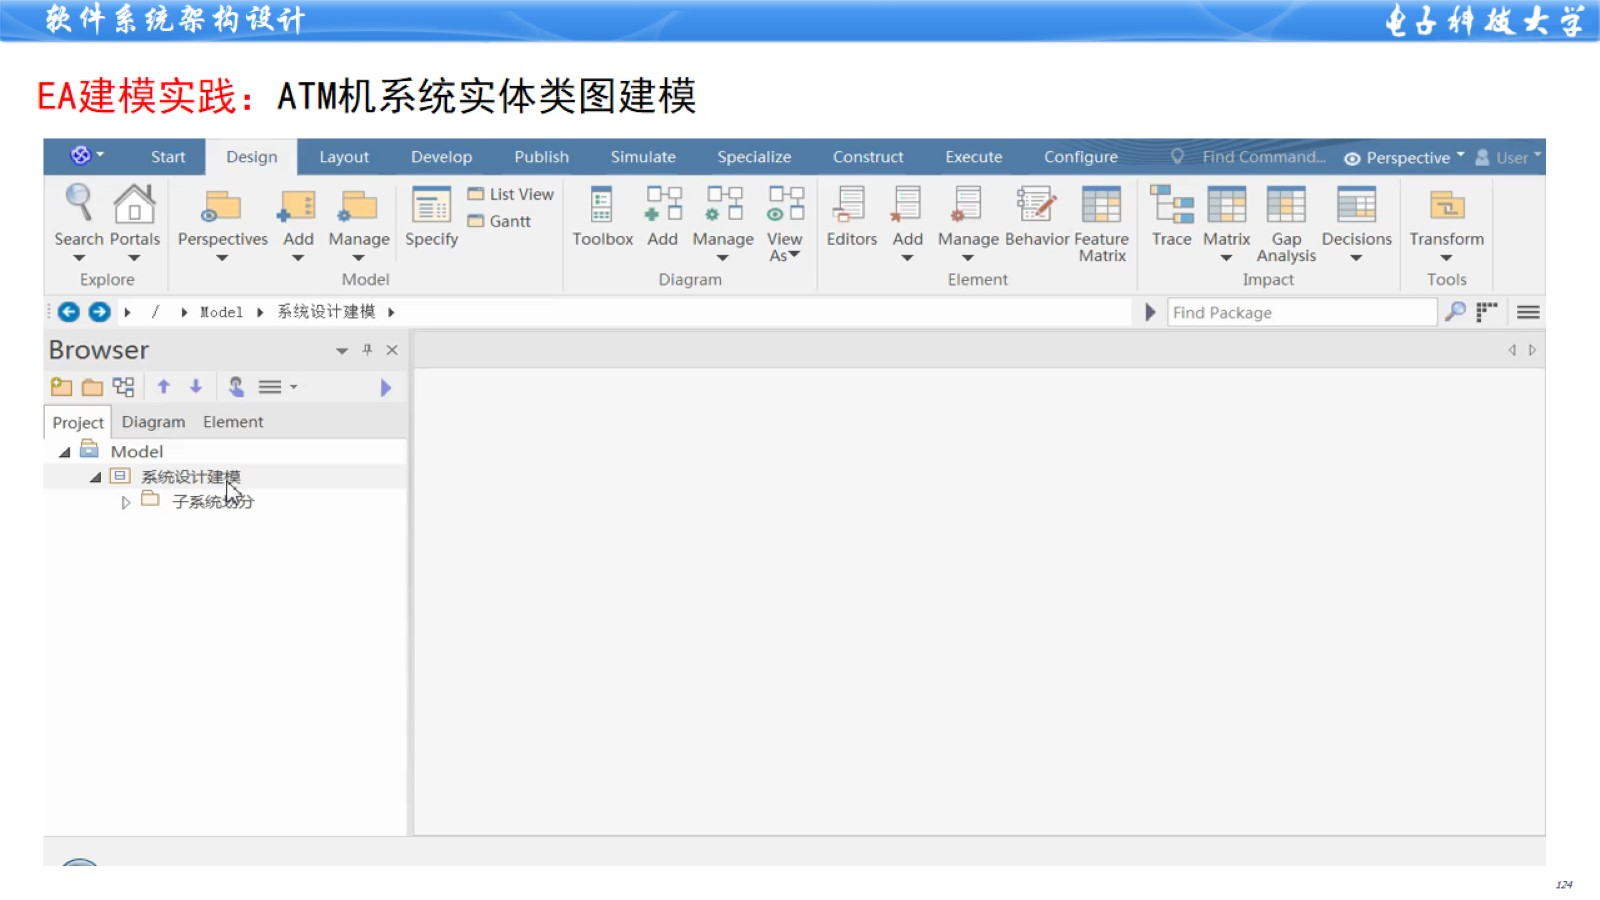 软件系统架构设计
电子科技大学
EA建模实践：ATM机系统实体类图建模
Start Design Layout Develop Publish Simulate Specialize Construct Execute Configure Find Command... Perspective User
List View
Gantt
Search Portals Perspectives Add Manage Specify Toolbox Add Manage View As Editors Add Manage Behavior Feature Matrix Trace Matrix Gap Analysis Decisions Transform
Explore Model Diagram Element Impact Tools
/ Model 系统设计建模 Find Package
Browser
Project Diagram Element
Model
系统设计建模
子系统划分
124